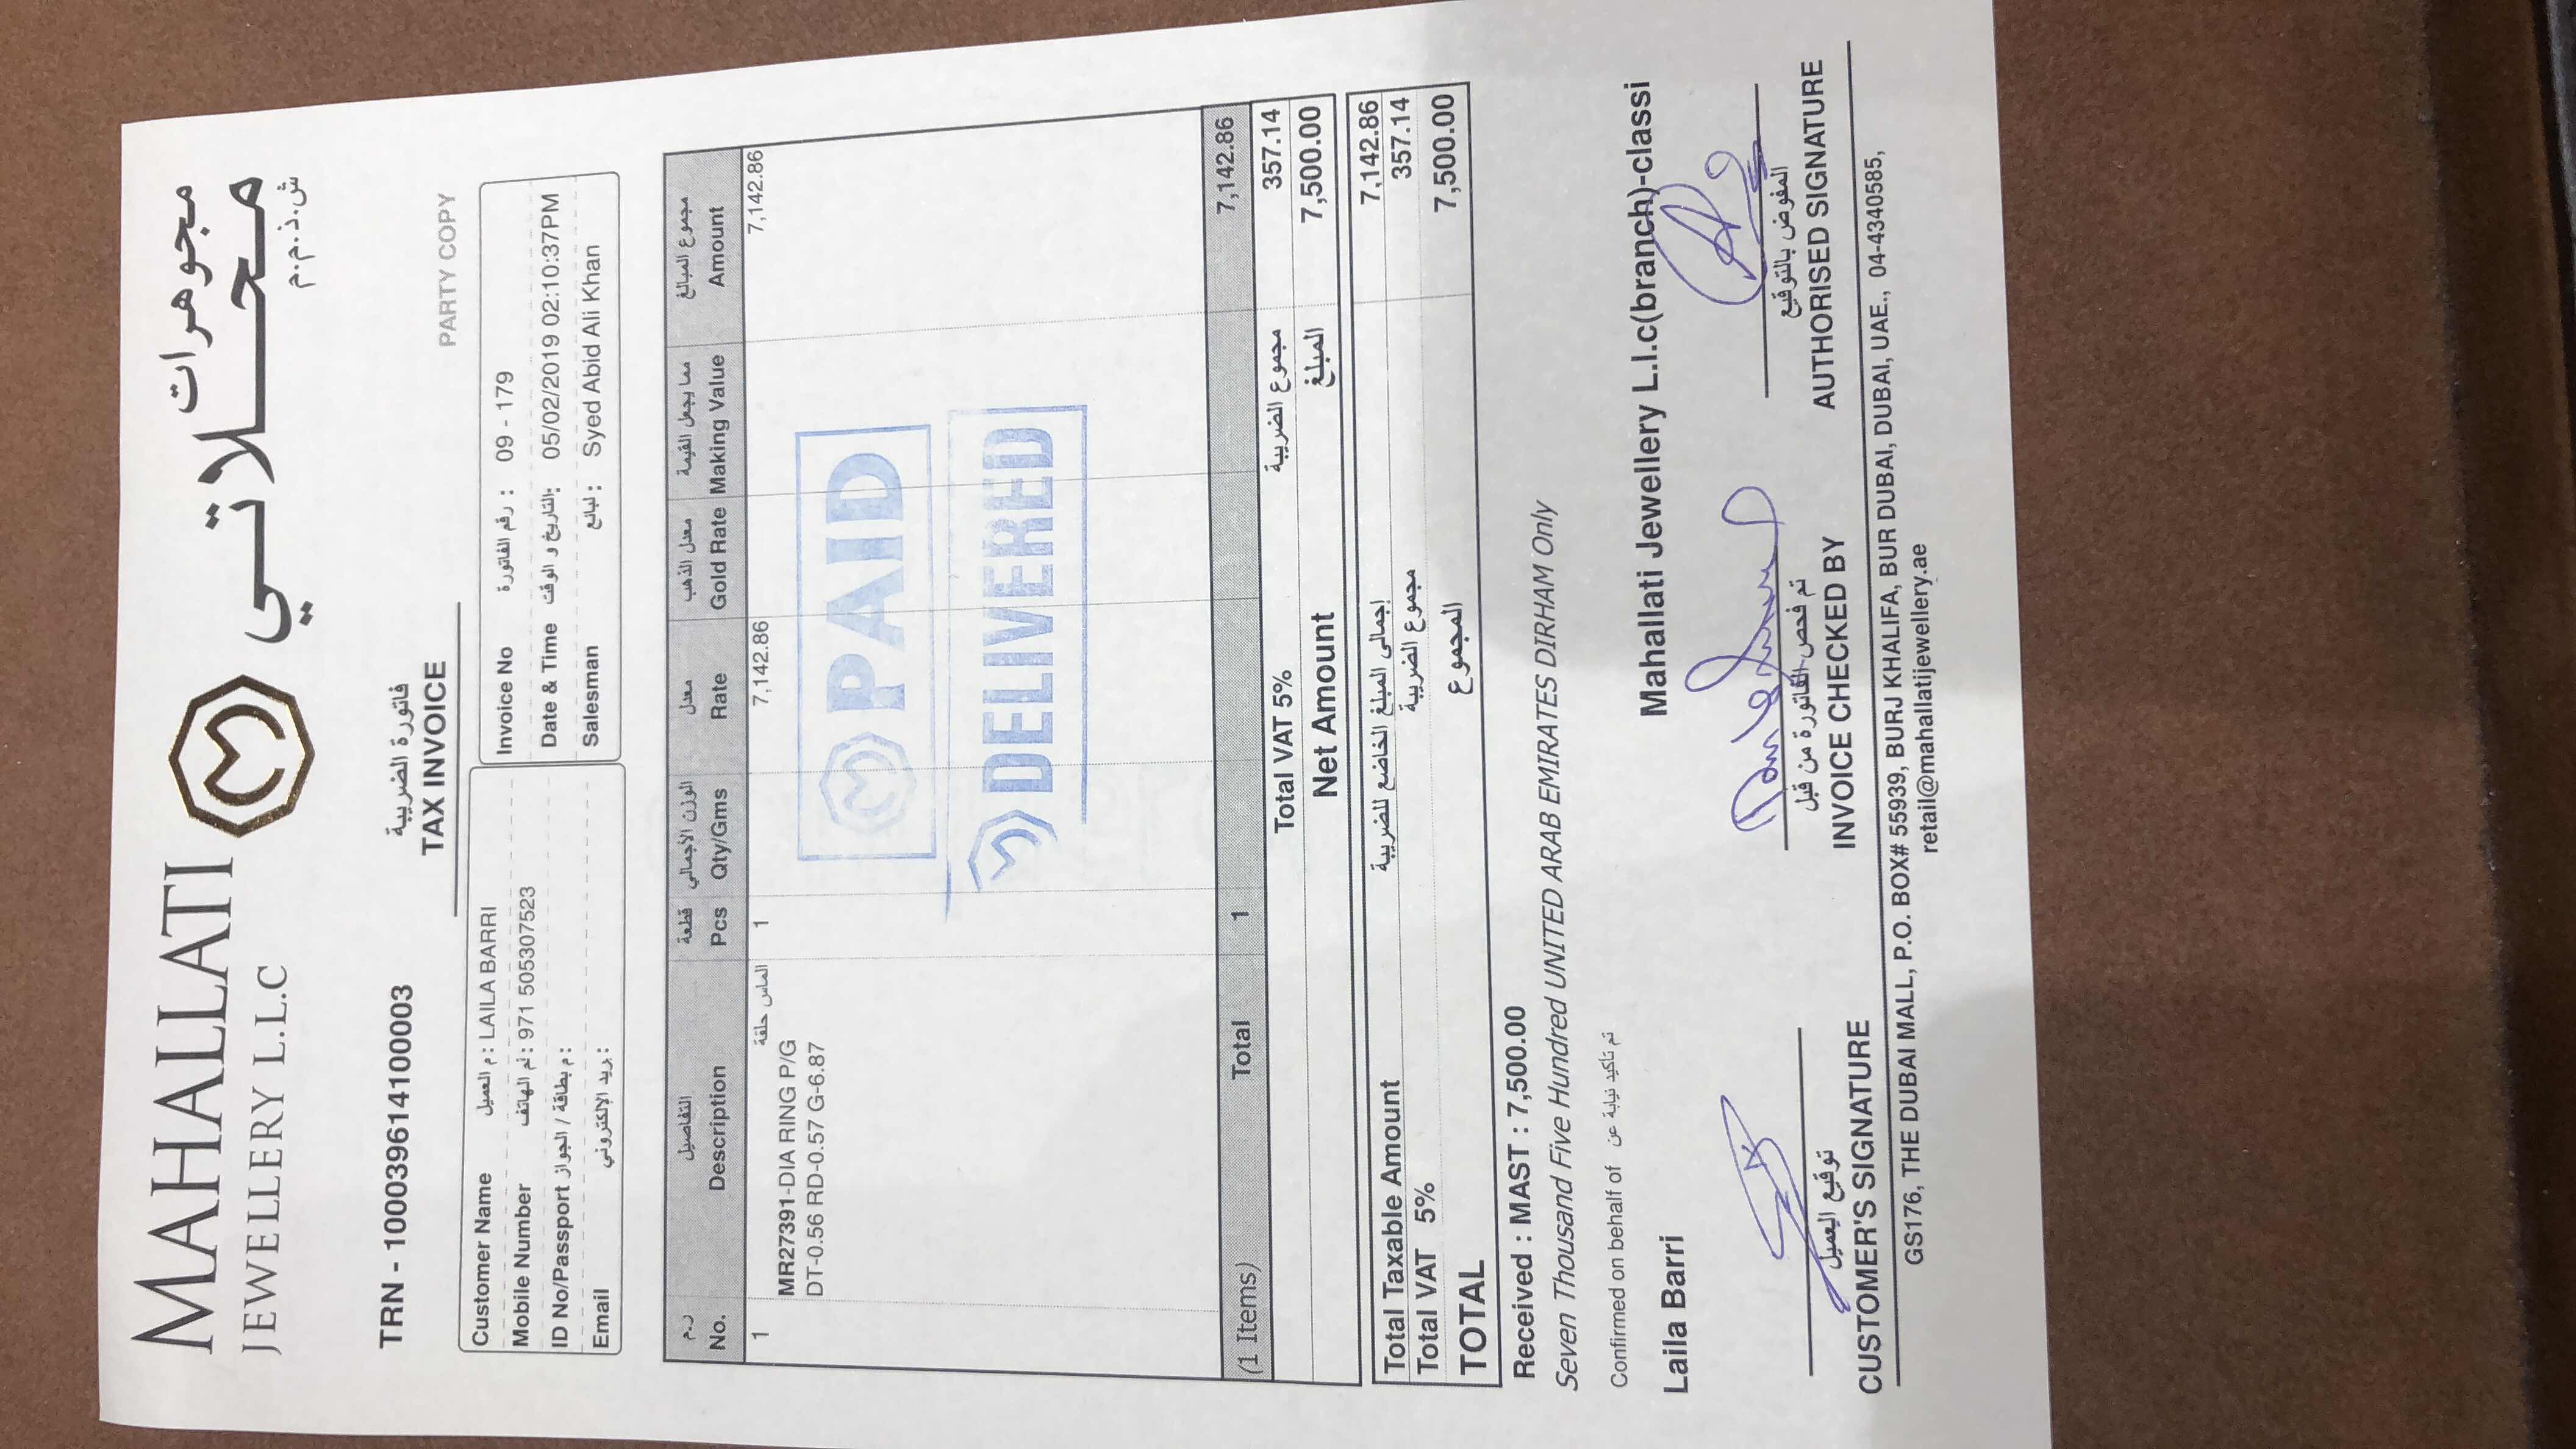 MAHALLATI
JEWELLERY L.L.C
مجوهرات
محلاتي
ش.ذ.م.م
TRN - 100039614100003
فاتورة الضريبة
TAX INVOICE
PARTY COPY
Customer Name م العميل : LAILA BARRI
Mobile Number نم الهاتف : 971 505307523
ID No/Passport م بطاقة / الجواز :
Email بريد الإلكتروني :
Invoice No رقم الفاتورة : 09 - 179
Date & Time التاريخ و الوقت: 05/02/2019 02:10:37PM
Salesman لبائع : Syed Abid Ali Khan
ر.م التفاصيل قطعة الوزن الأجمالي معدل معدل الذهب مما يجعل القيمة مجموع المبالغ
No. Description Pcs Qty/Gms Rate Gold Rate Making Value Amount
1 الماس حلقة 1 7,142.86 7,142.86
MR27391-DIA RING P/G
DT-0.56 RD-0.57 G-6.87
PAID
DELIVERED
(1 Items) Total 1 7,142.86
Total VAT 5% مجموع الضريبة 357.14
Net Amount المبلغ 7,500.00
Total Taxable Amount إجمالي المبلغ الخاضع للضريبة 7,142.86
Total VAT 5% مجموع الضريبة 357.14
TOTAL المجموع 7,500.00
Received : MAST : 7,500.00
Seven Thousand Five Hundred UNITED ARAB EMIRATES DIRHAM Only
Confirmed on behalf of تم تأكيد نيابة عن
Laila Barri
Mahallati Jewellery L.l.c(branch)-classi
توقيع العميل
CUSTOMER'S SIGNATURE
تم فحص الفاتورة من قبل
INVOICE CHECKED BY
المفوض بالتوقيع
AUTHORISED SIGNATURE
GS176, THE DUBAI MALL, P.O. BOX# 55939, BURJ KHALIFA, BUR DUBAI, DUBAI, UAE., 04-4340585,
retail@mahallatijewellery.ae